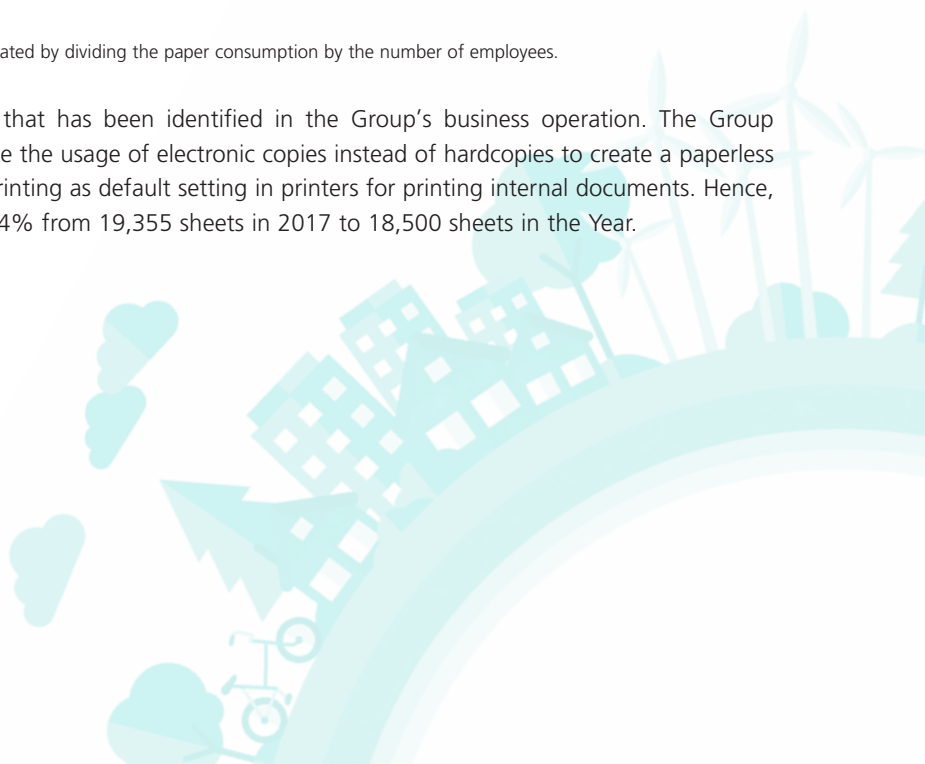 ated by dividing the paper consumption by the number of employees.
that has been identified in the Group's business operation. The Group
e the usage of electronic copies instead of hardcopies to create a paperless
rinting as default setting in printers for printing internal documents. Hence,
4% from 19,355 sheets in 2017 to 18,500 sheets in the Year.